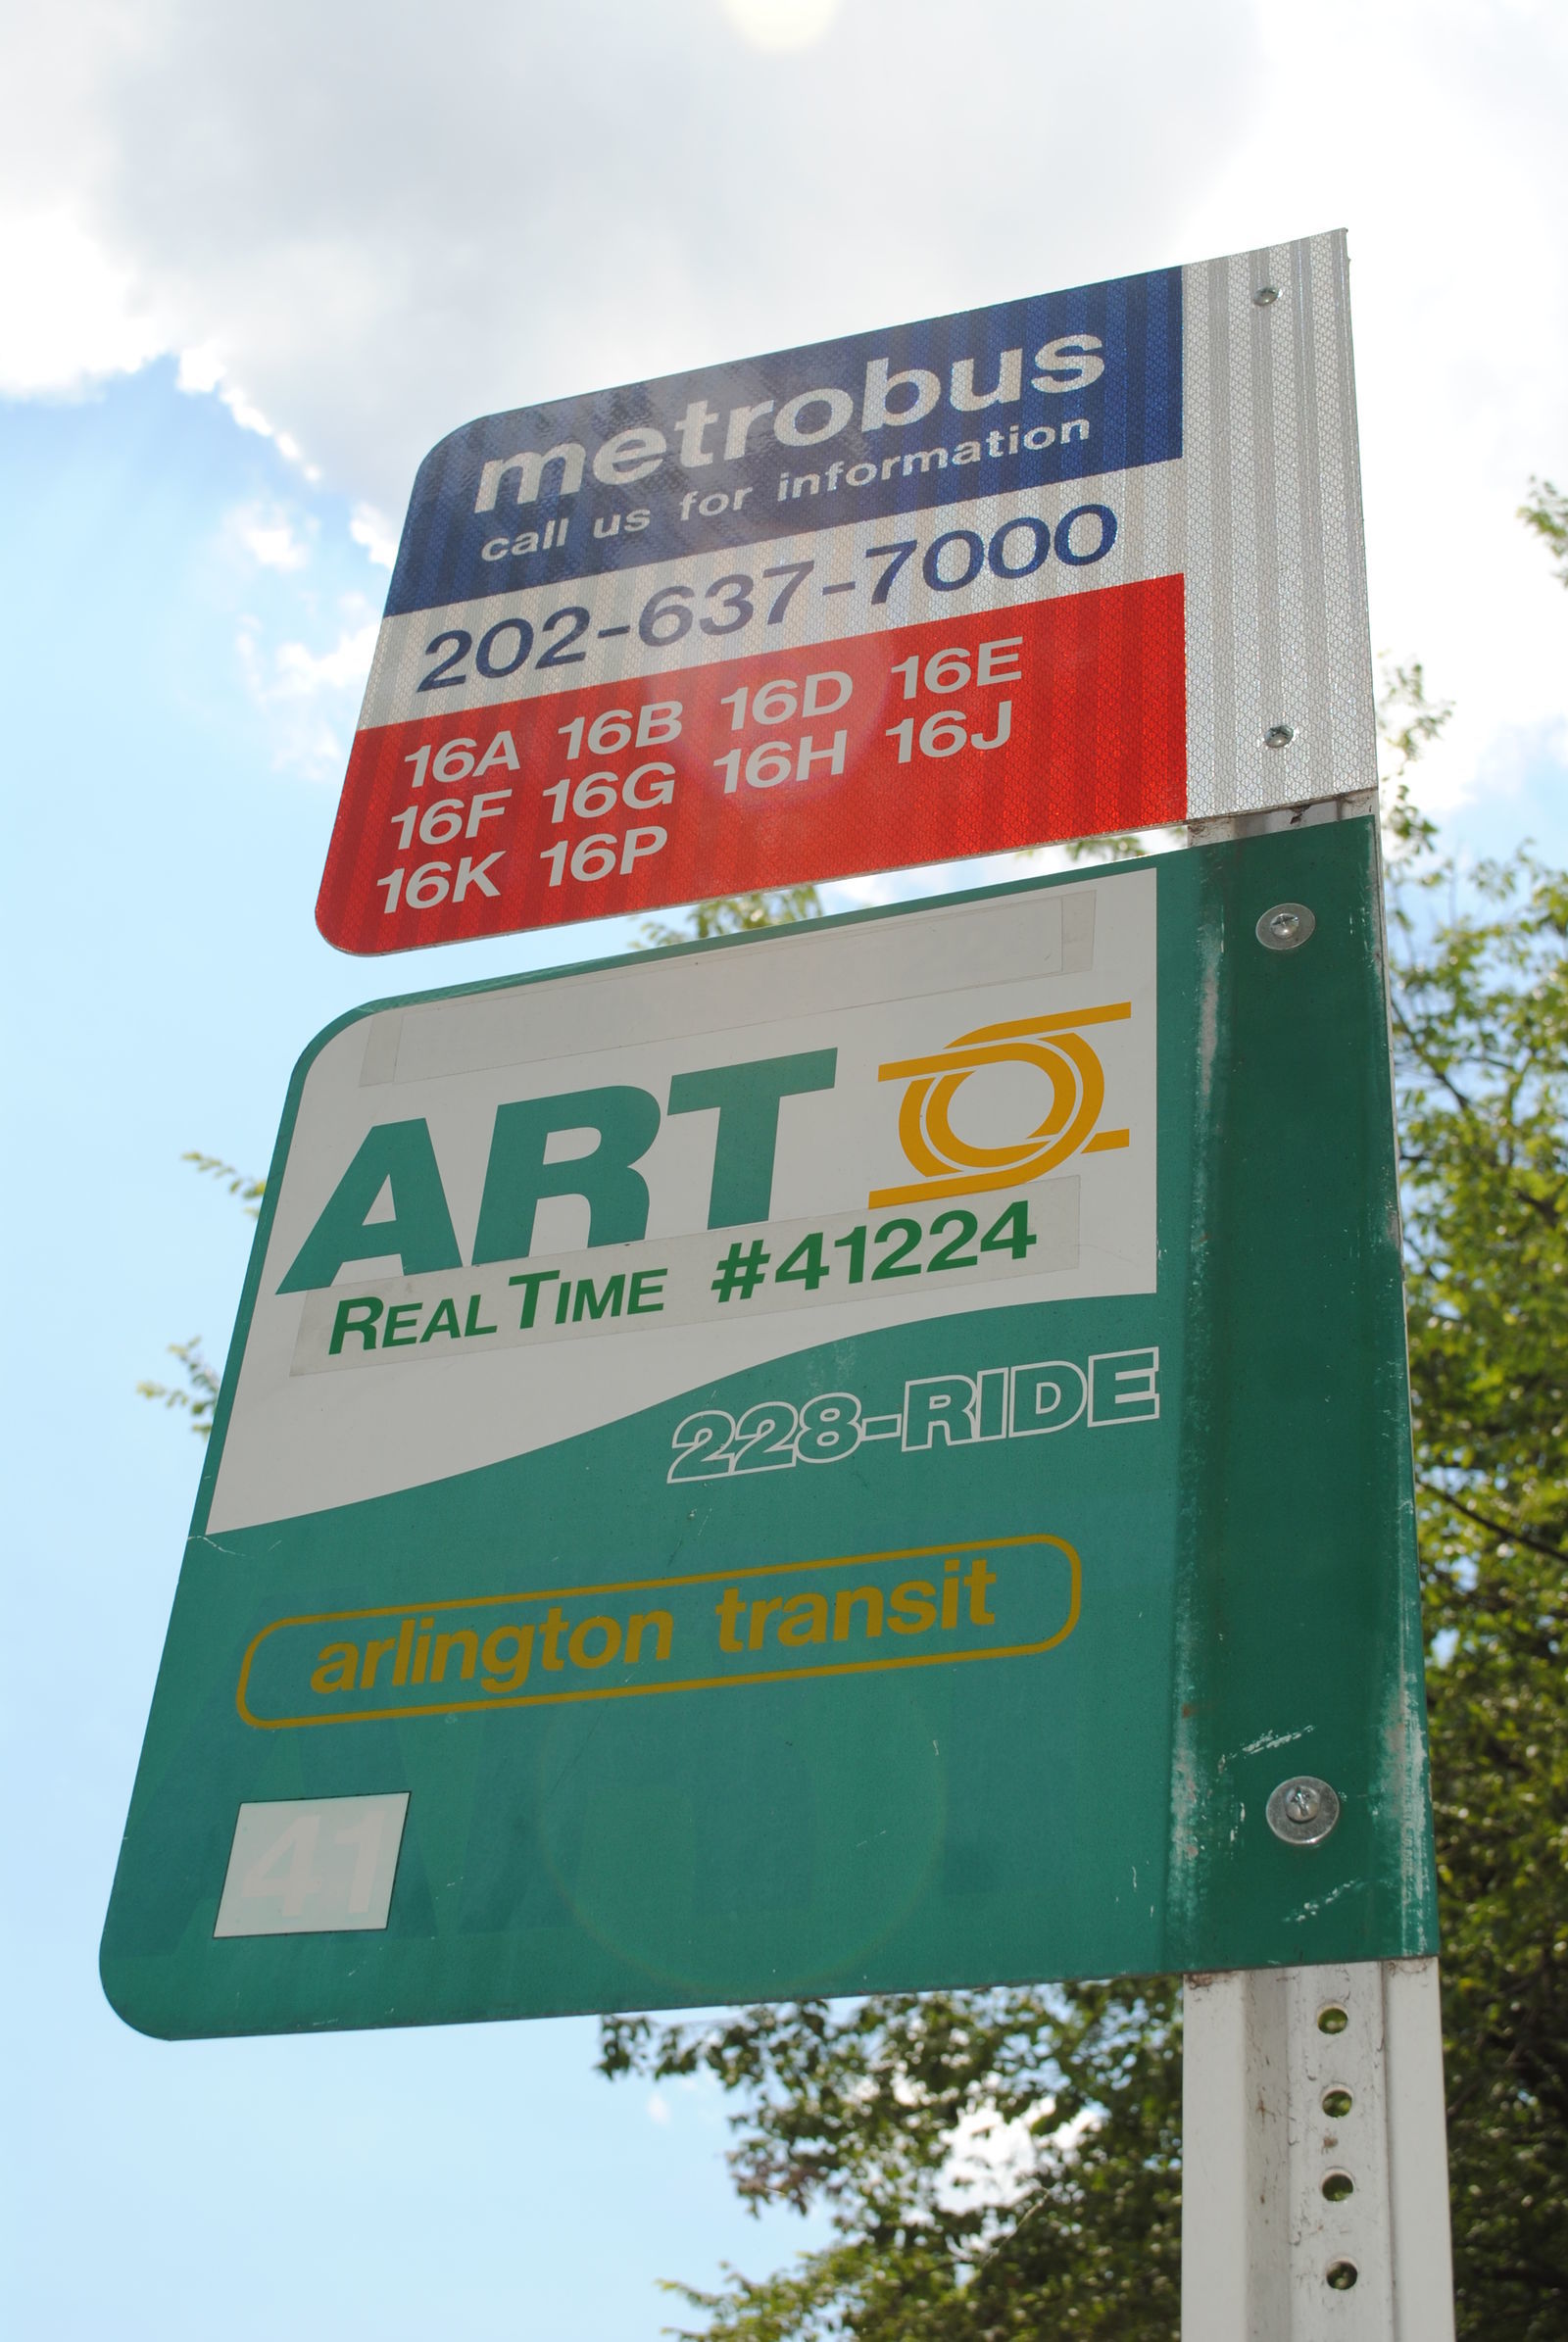 metrobus
call us for information
202-637-7000
16A 16B 16D 16E
16F 16G 16H 16J
16K 16P
ART
REAL TIME #41224
228-RIDE
arlington transit
41